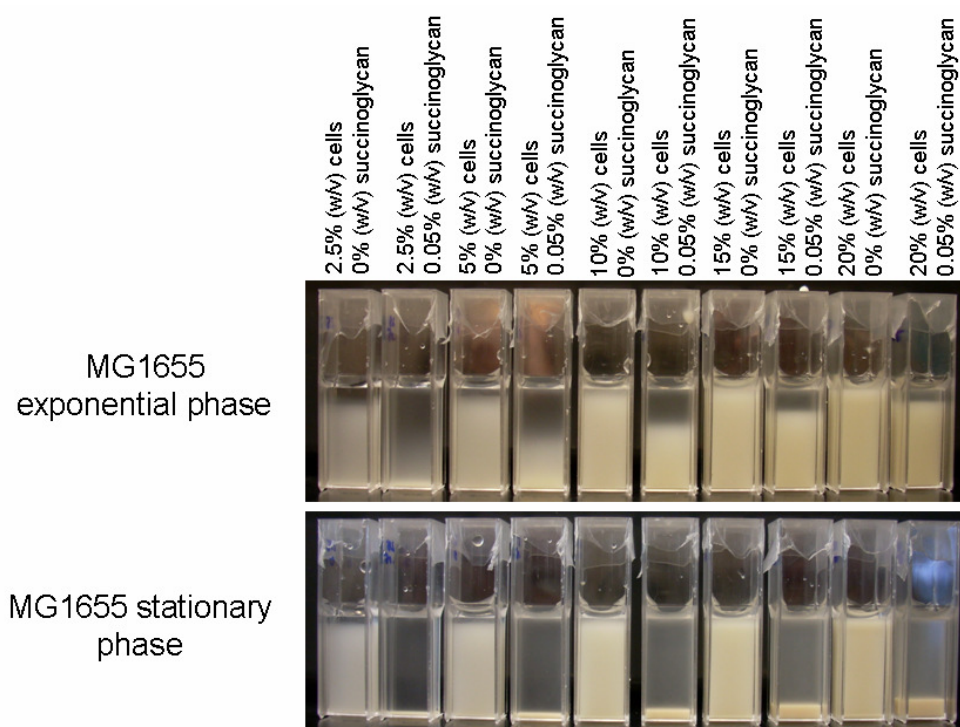 2.5% (w/v) cells
0% (w/v) succinoglycan
2.5% (w/v) cells
0.05% (w/v) succinoglycan
5% (w/v) cells
0% (w/v) succinoglycan
5% (w/v) cells
0.05% (w/v) succinoglycan
10% (w/v) cells
0% (w/v) succinoglycan
10% (w/v) cells
0.05% (w/v) succinoglycan
15% (w/v) cells
0% (w/v) succinoglycan
15% (w/v) cells
0.05% (w/v) succinoglycan
20% (w/v) cells
0% (w/v) succinoglycan
20% (w/v) cells
0.05% (w/v) succinoglycan
MG1655
exponential phase
MG1655 stationary
phase